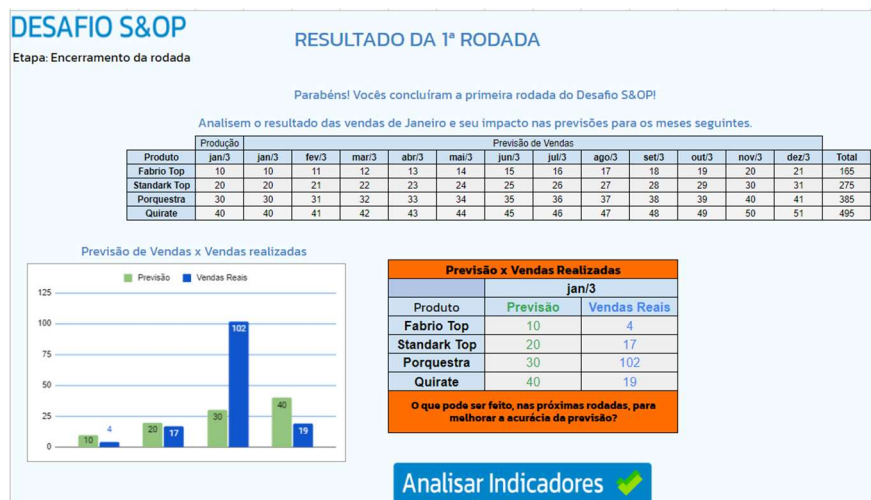 DESAFIO S&OP
RESULTADO DA 1ª RODADA
Etapa: Encerramento da rodada
Parabéns! Vocês concluíram a primeira rodada do Desafio S&OP!
Analisem o resultado das vendas de Janeiro e seu impacto nas previsões para os meses seguintes.
Produção Previsão de Vendas
Produto jan/3 jan/3 fev/3 mar/3 abr/3 mai/3 jun/3 jul/3 ago/3 set/3 out/3 nov/3 dez/3 Total
Fabrio Top 10 10 11 12 13 14 15 16 17 18 19 20 21 165
Standark Top 20 20 21 22 23 24 25 26 27 28 29 30 31 275
Porquestra 30 30 31 32 33 34 35 36 37 38 39 40 41 385
Quirate 40 40 41 42 43 44 45 46 47 48 49 50 51 495
Previsão de Vendas x Vendas realizadas
Previsão Vendas Reais
125
100
75
50
25
0
10 4 20 17 30 102 40 19
Previsão x Vendas Realizadas
jan/3
Produto Previsão Vendas Reais
Fabrio Top 10 4
Standark Top 20 17
Porquestra 30 102
Quirate 40 19
O que pode ser feito, nas próximas rodadas, para
melhorar a acurácia da previsão?
Analisar Indicadores